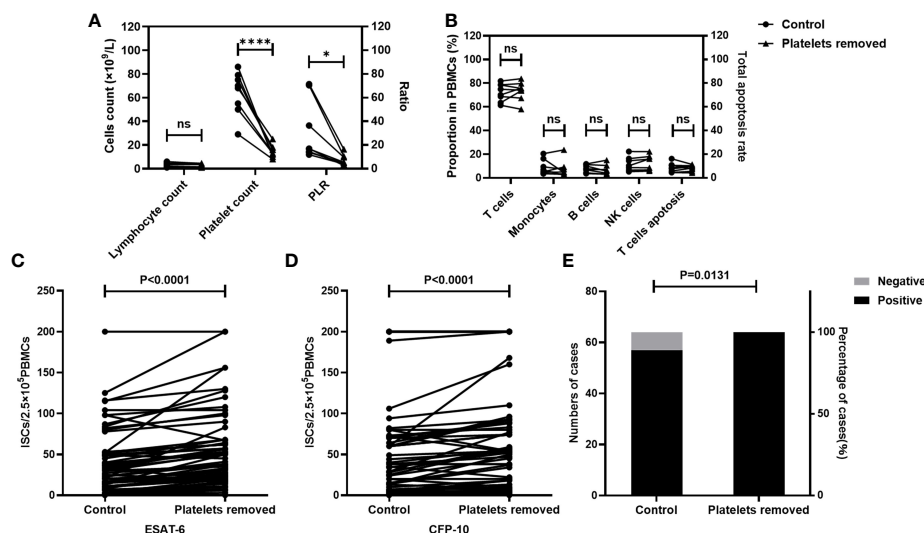 A
Cells count (×10⁹/L)
120
100
80
60
40
20
0
ns
****
*
120
100
80
60
40
20
0
Ratio
Lymphocyte count
Platelet count
PLR
B
Proportion in PBMCs (%)
120
100
80
60
40
20
0
ns
ns
ns
ns
ns
120
100
80
60
40
20
0
Total apoptosis rate
T cells
Monocytes
B cells
NK cells
T cells apotosis
Control
Platelets removed
C
P<0.0001
ISCs/2.5×10⁵PBMCs
250
200
150
100
50
0
Control
Platelets removed
ESAT-6
D
P<0.0001
ISCs/2.5×10⁵PBMCs
250
200
150
100
50
0
Control
Platelets removed
CFP-10
E
P=0.0131
Numbers of cases
80
60
40
20
0
100
50
0
Percentage of cases(%)
Control
Platelets removed
Negative
Positive